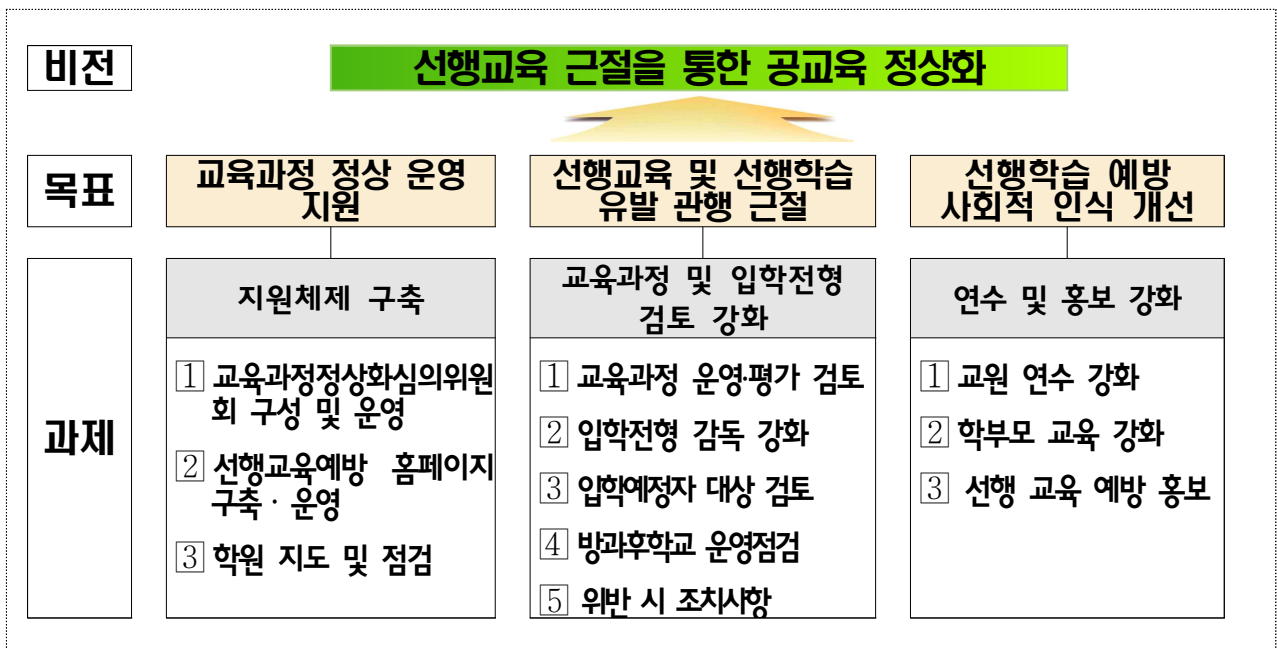 비전
선행교육 근절을 통한 공교육 정상화
목표
교육과정 정상 운영
지원
선행교육 및 선행학습
유발 관행 근절
선행학습 예방
사회적 인식 개선
과제
지원체제 구축
1 교육과정정상화심의위원
회 구성 및 운영
2 선행교육예방 홈페이지
구축·운영
3 학원 지도 및 점검
교육과정 및 입학전형
검토 강화
1 교육과정 운영·평가 검토
2 입학전형 감독 강화
3 입학예정자 대상 검토
4 방과후학교 운영점검
5 위반 시 조치사항
연수 및 홍보 강화
1 교원 연수 강화
2 학부모 교육 강화
3 선행 교육 예방 홍보